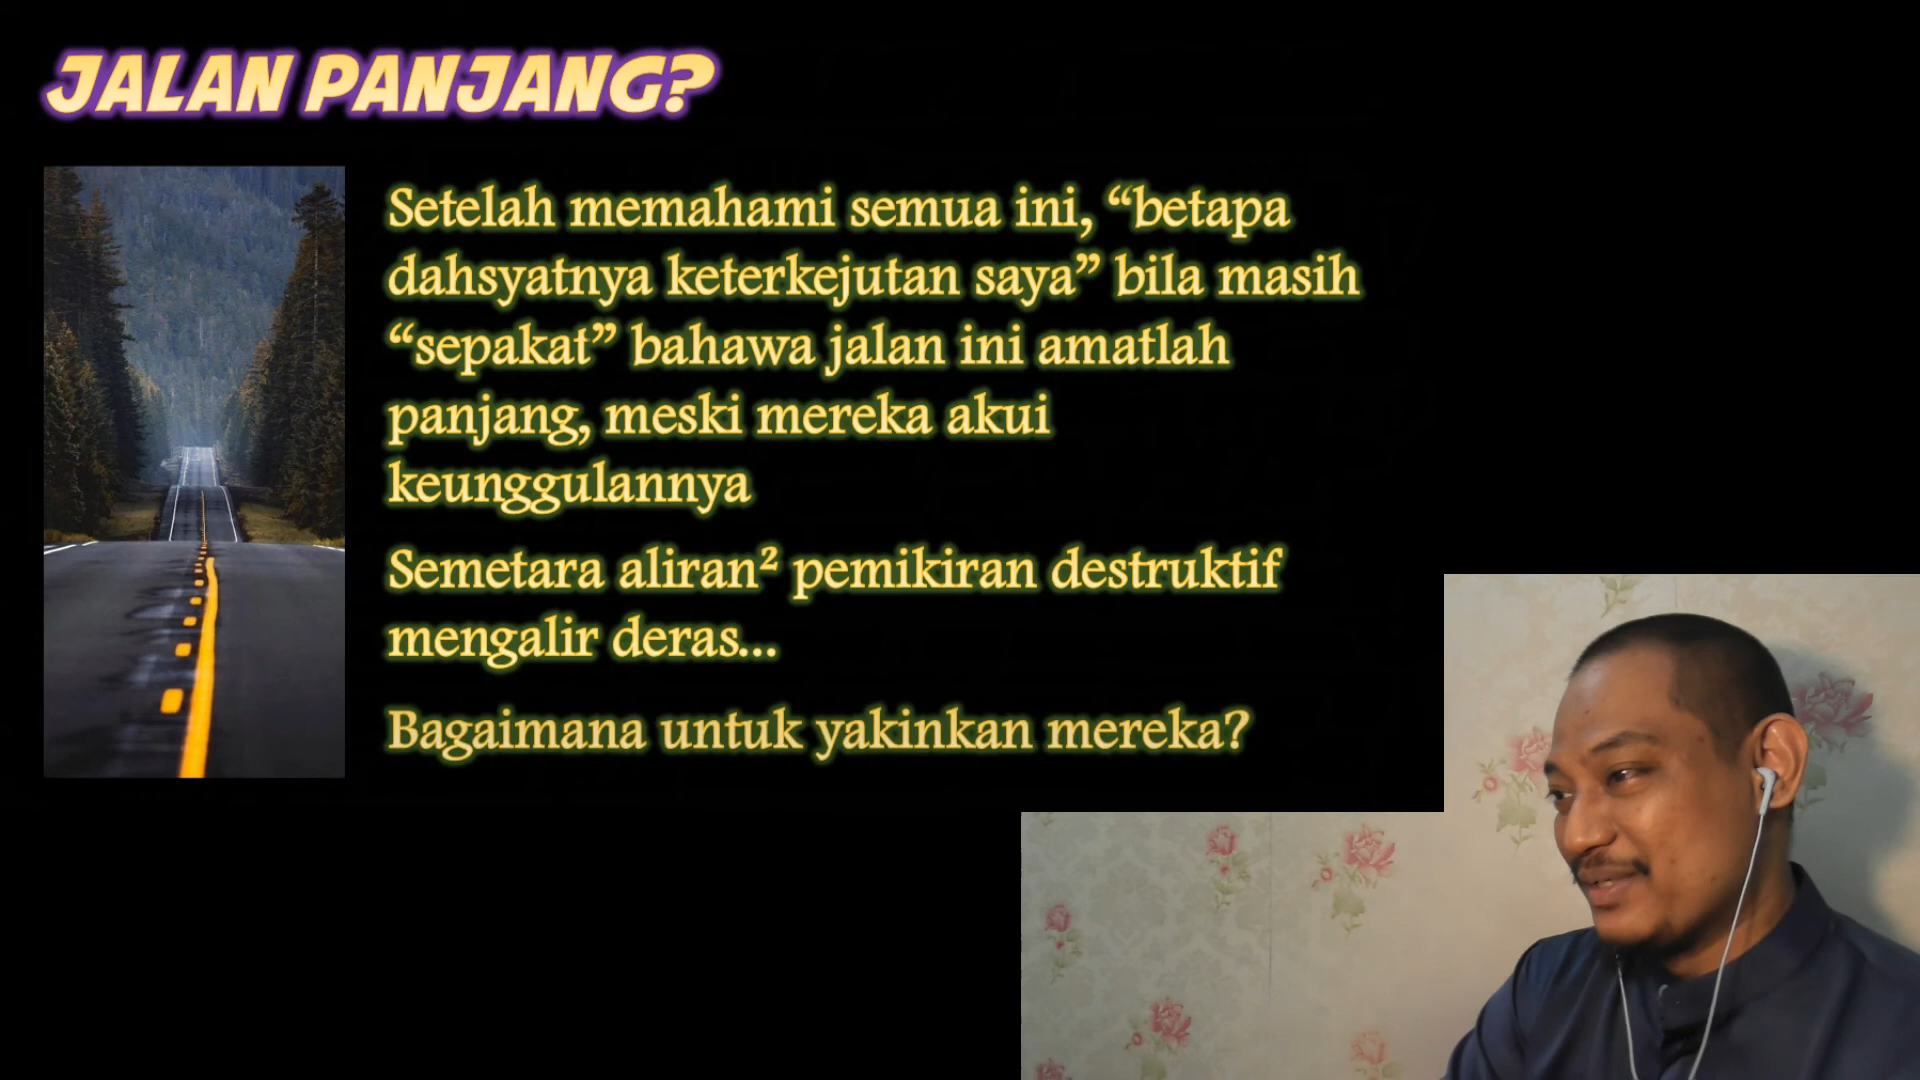 JALAN PANJANG?
Setelah memahami semua ini, “betapa
dahsyatnya keterkejutan saya” bila masih
“sepakat” bahawa jalan ini amatlah
panjang, meski mereka akui
keunggulannya
Semetara aliran² pemikiran destruktif
mengalir deras...
Bagaimana untuk yakinkan mereka?